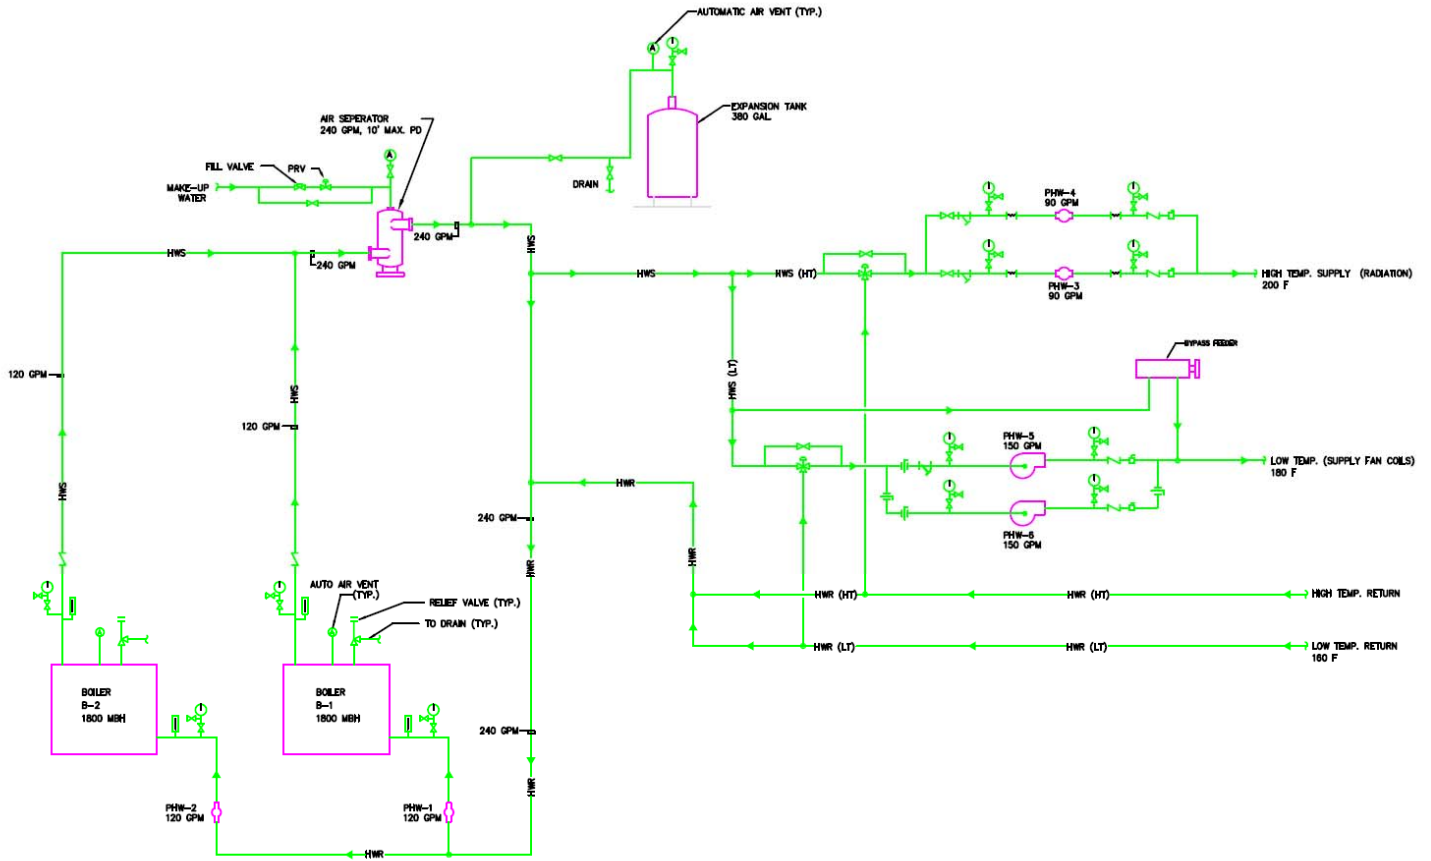 AUTOMATIC AIR VENT (TYP.)
A
T
EXPANSION TANK
380 GAL
AIR SEPERATOR
240 GPM, 10' MAX. PD
A
FILL VALVE
PRV
MAKE-UP
WATER
DRAIN
240 GPM
HWS
240 GPM
HWS
HWS
HWS (HT)
PHW-4
90 GPM
PHW-3
90 GPM
HIGH TEMP. SUPPLY (RADIATION)
200 F
BYPASS FEEDER
HWS (LT)
120 GPM
HWS
120 GPM
PHW-5
150 GPM
LOW TEMP. (SUPPLY FAN COILS)
180 F
PHW-6
150 GPM
HWS
HWR
240 GPM
HWR
HWR
AUTO AIR VENT
(TYP.)
RELIEF VALVE (TYP.)
TO DRAIN (TYP.)
HWR (HT)
HWR (HT)
HIGH TEMP. RETURN
HWR (LT)
HWR (LT)
LOW TEMP. RETURN
160 F
BOILER
B-2
1800 MBH
BOILER
B-1
1800 MBH
240 GPM
HWR
PHW-2
120 GPM
PHW-1
120 GPM
HWR